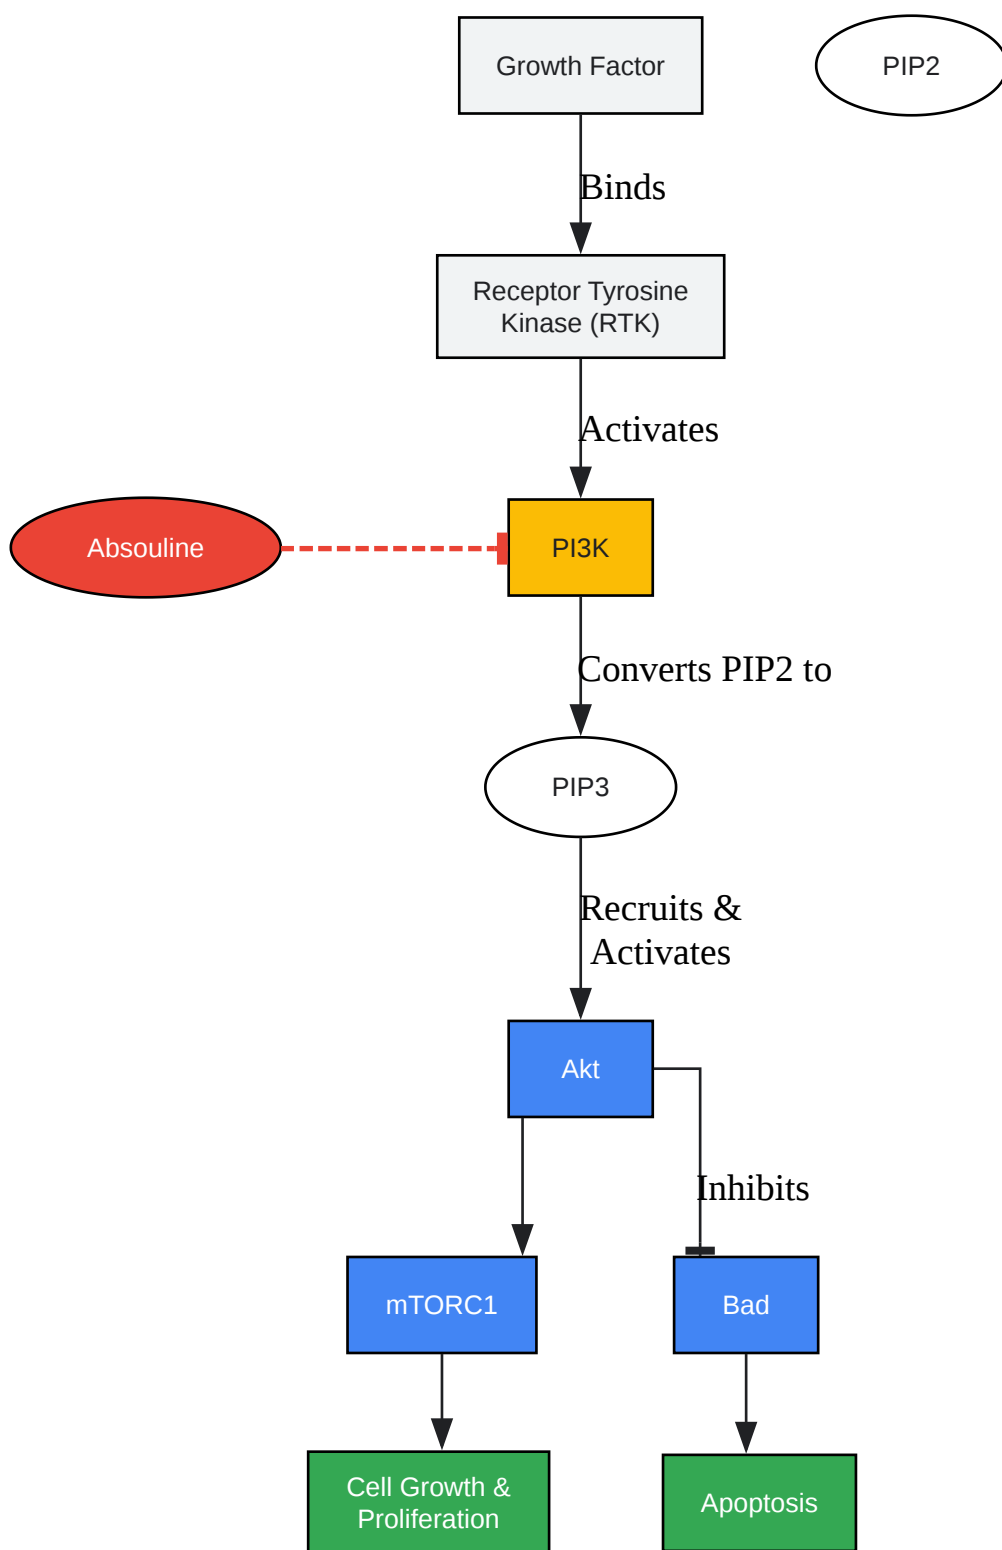 Growth Factor
PIP2
Binds
Receptor Tyrosine
Kinase (RTK)
Activates
Absouline
PI3K
Converts PIP2 to
PIP3
Recruits &
Activates
Akt
Inhibits
mTORC1
Bad
Cell Growth &
Proliferation
Apoptosis